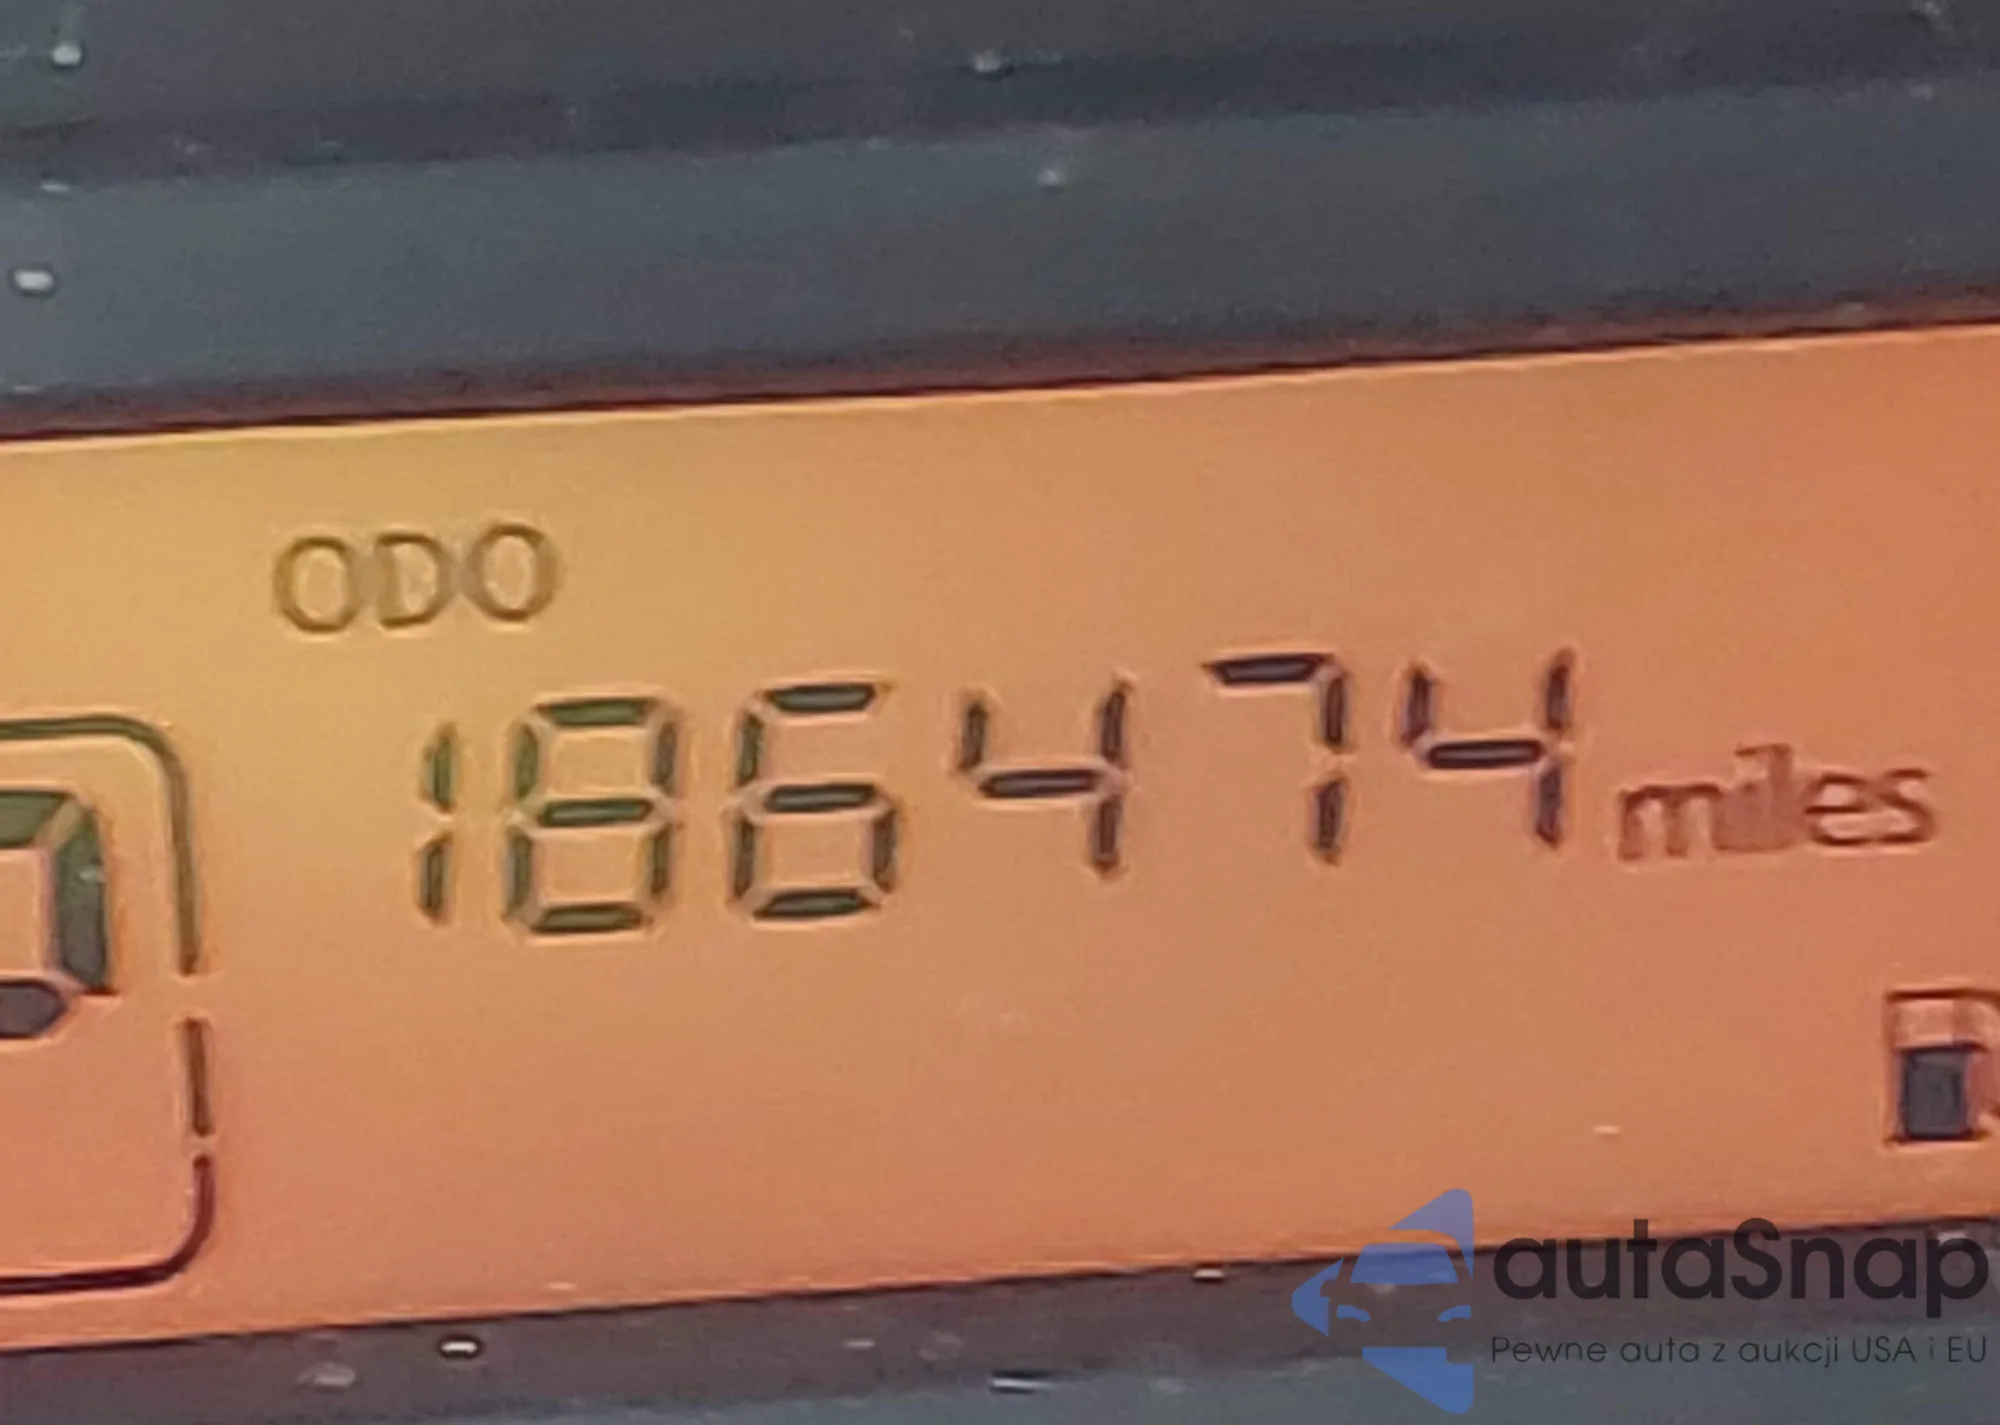 ODO
186474 miles
autaSnap
Pewne auta z aukcji USA i EU